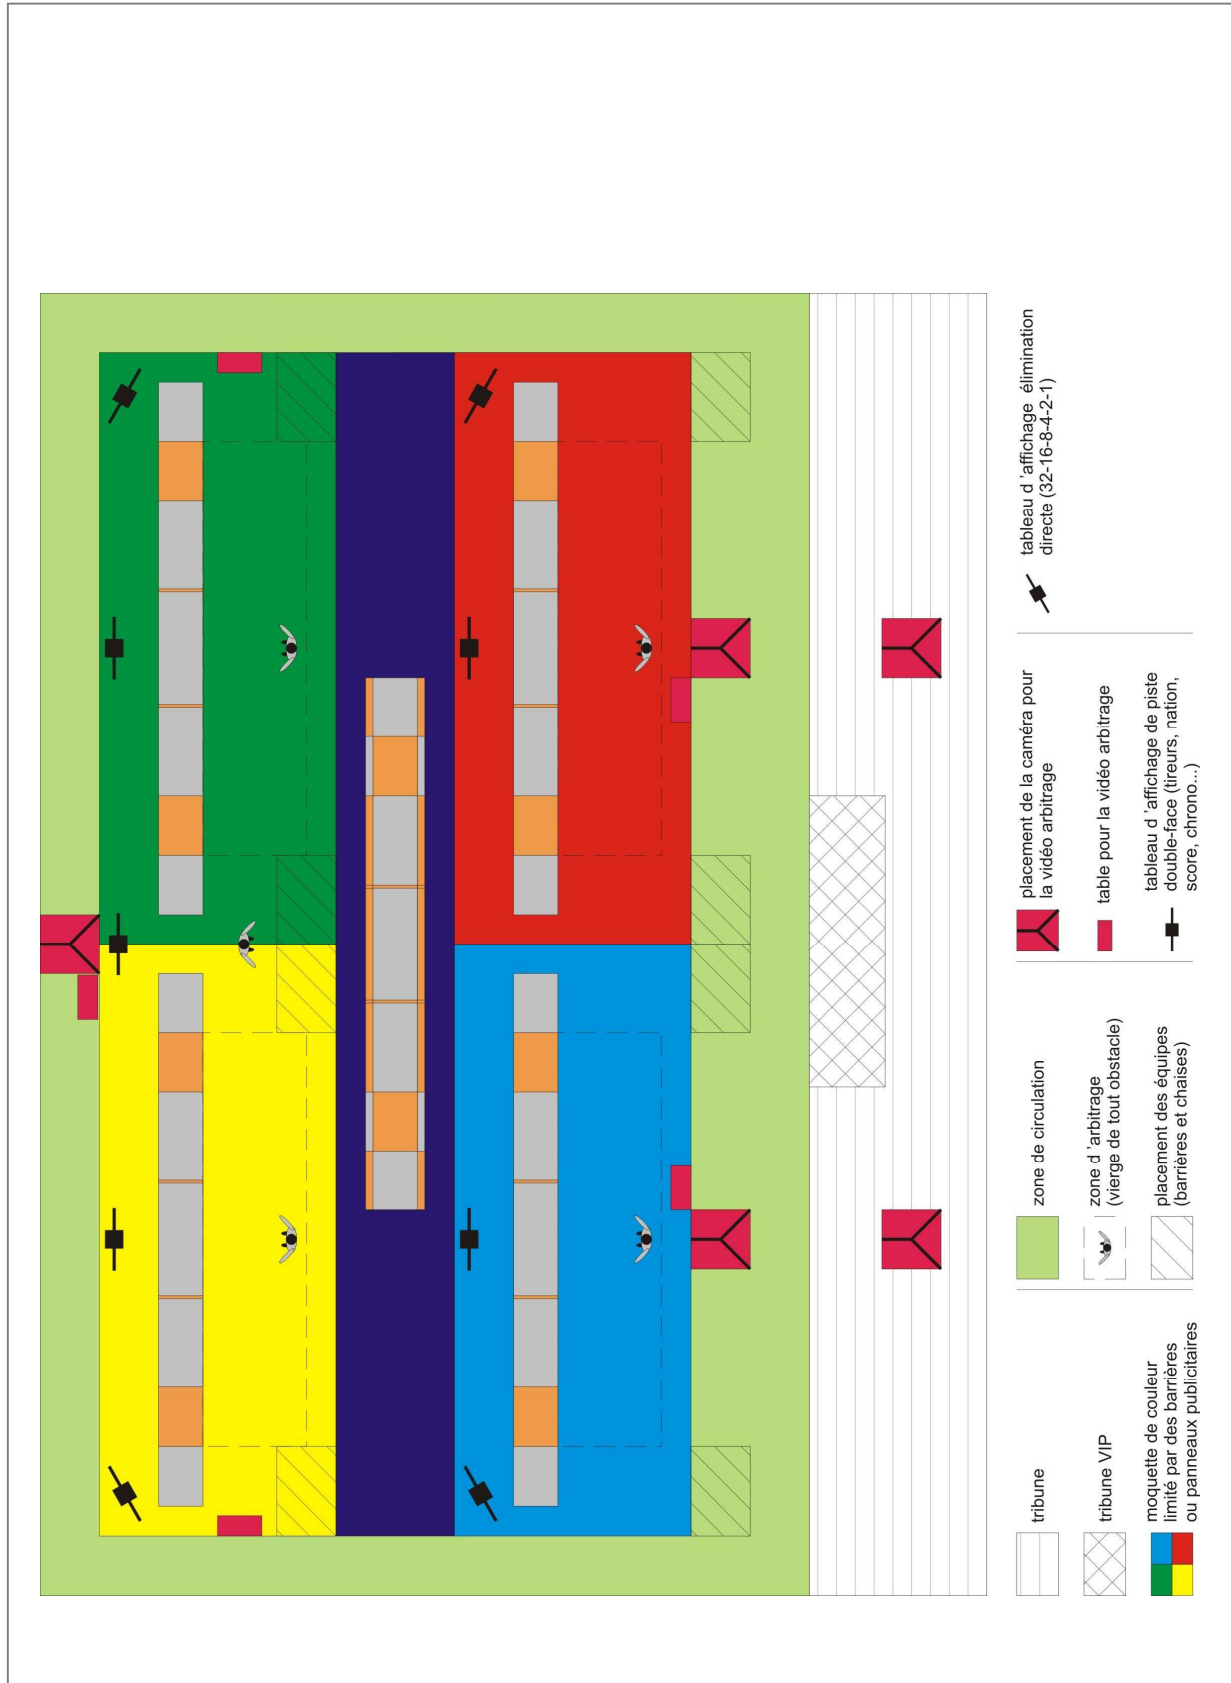 tribune
tribune VIP
moquette de couleur
limité par des barrières
ou panneaux publicitaires
zone de circulation
zone d 'arbitrage
(vierge de tout obstacle)
placement des équipes
(barrières et chaises)
placement de la caméra pour
la vidéo arbitrage
table pour la vidéo arbitrage
tableau d 'affichage de piste
double-face (tireurs, nation,
score, chrono...)
tableau d 'affichage élimination
directe (32-16-8-4-2-1)